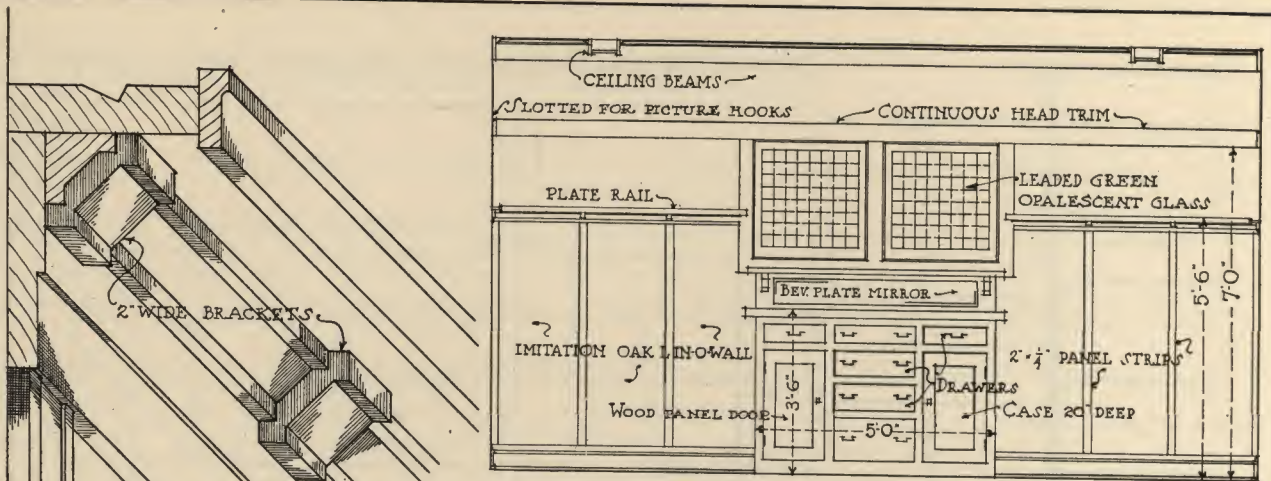 2" WIDE BRACKETS
CEILING BEAMS
SLOTTED FOR PICTURE HOOKS
CONTINUOUS HEAD TRIM
PLATE RAIL
LEADED GREEN
OPALESCENT GLASS
BEV. PLATE MIRROR
5'-6"
7'-0"
IMITATION OAK LIN-O-WALL
2" × 1/4" PANEL STRIPS
DRAWERS
WOOD PANEL DOOR
3'-6"
CASE 20" DEEP
5'-0"